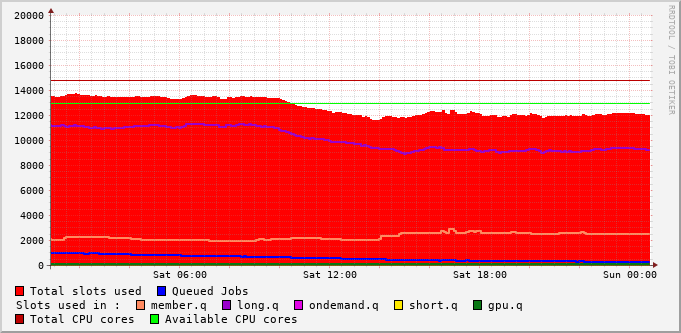 20000
18000
16000
14000
12000
10000
8000
6000
4000
2000
0
Sat 06:00 Sat 12:00 Sat 18:00 Sun 00:00
Total slots used Queued Jobs
Slots used in : member.q long.q ondemand.q short.q gpu.q
Total CPU cores Available CPU cores
RRDTOOL / TOBI OETIKER